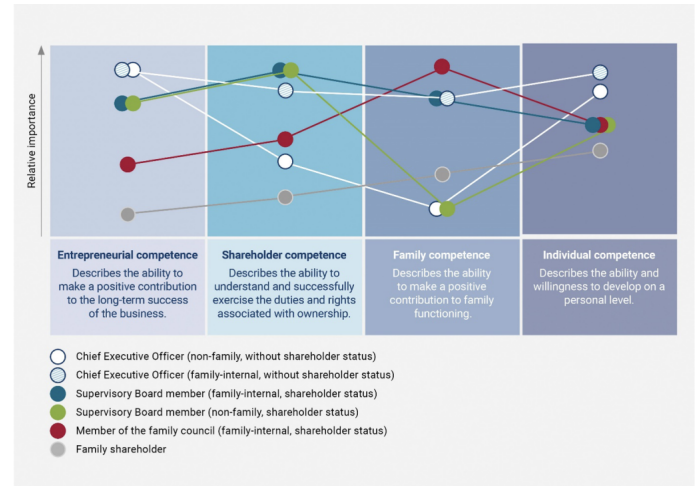 Relative importance
Entrepreneurial competence
Describes the ability to
make a positive contribution
to the long-term success
of the business.
Shareholder competence
Describes the ability to
understand and successfully
exercise the duties and rights
associated with ownership.
Family competence
Describes the ability
to make a positive
contribution to family
functioning.
Individual competence
Describes the ability and
willingness to develop on a
personal level.
Chief Executive Officer (non-family, without shareholder status)
Chief Executive Officer (family-internal, without shareholder status)
Supervisory Board member (family-internal, shareholder status)
Supervisory Board member (non-family, shareholder status)
Member of the family council (family-internal, shareholder status)
Family shareholder